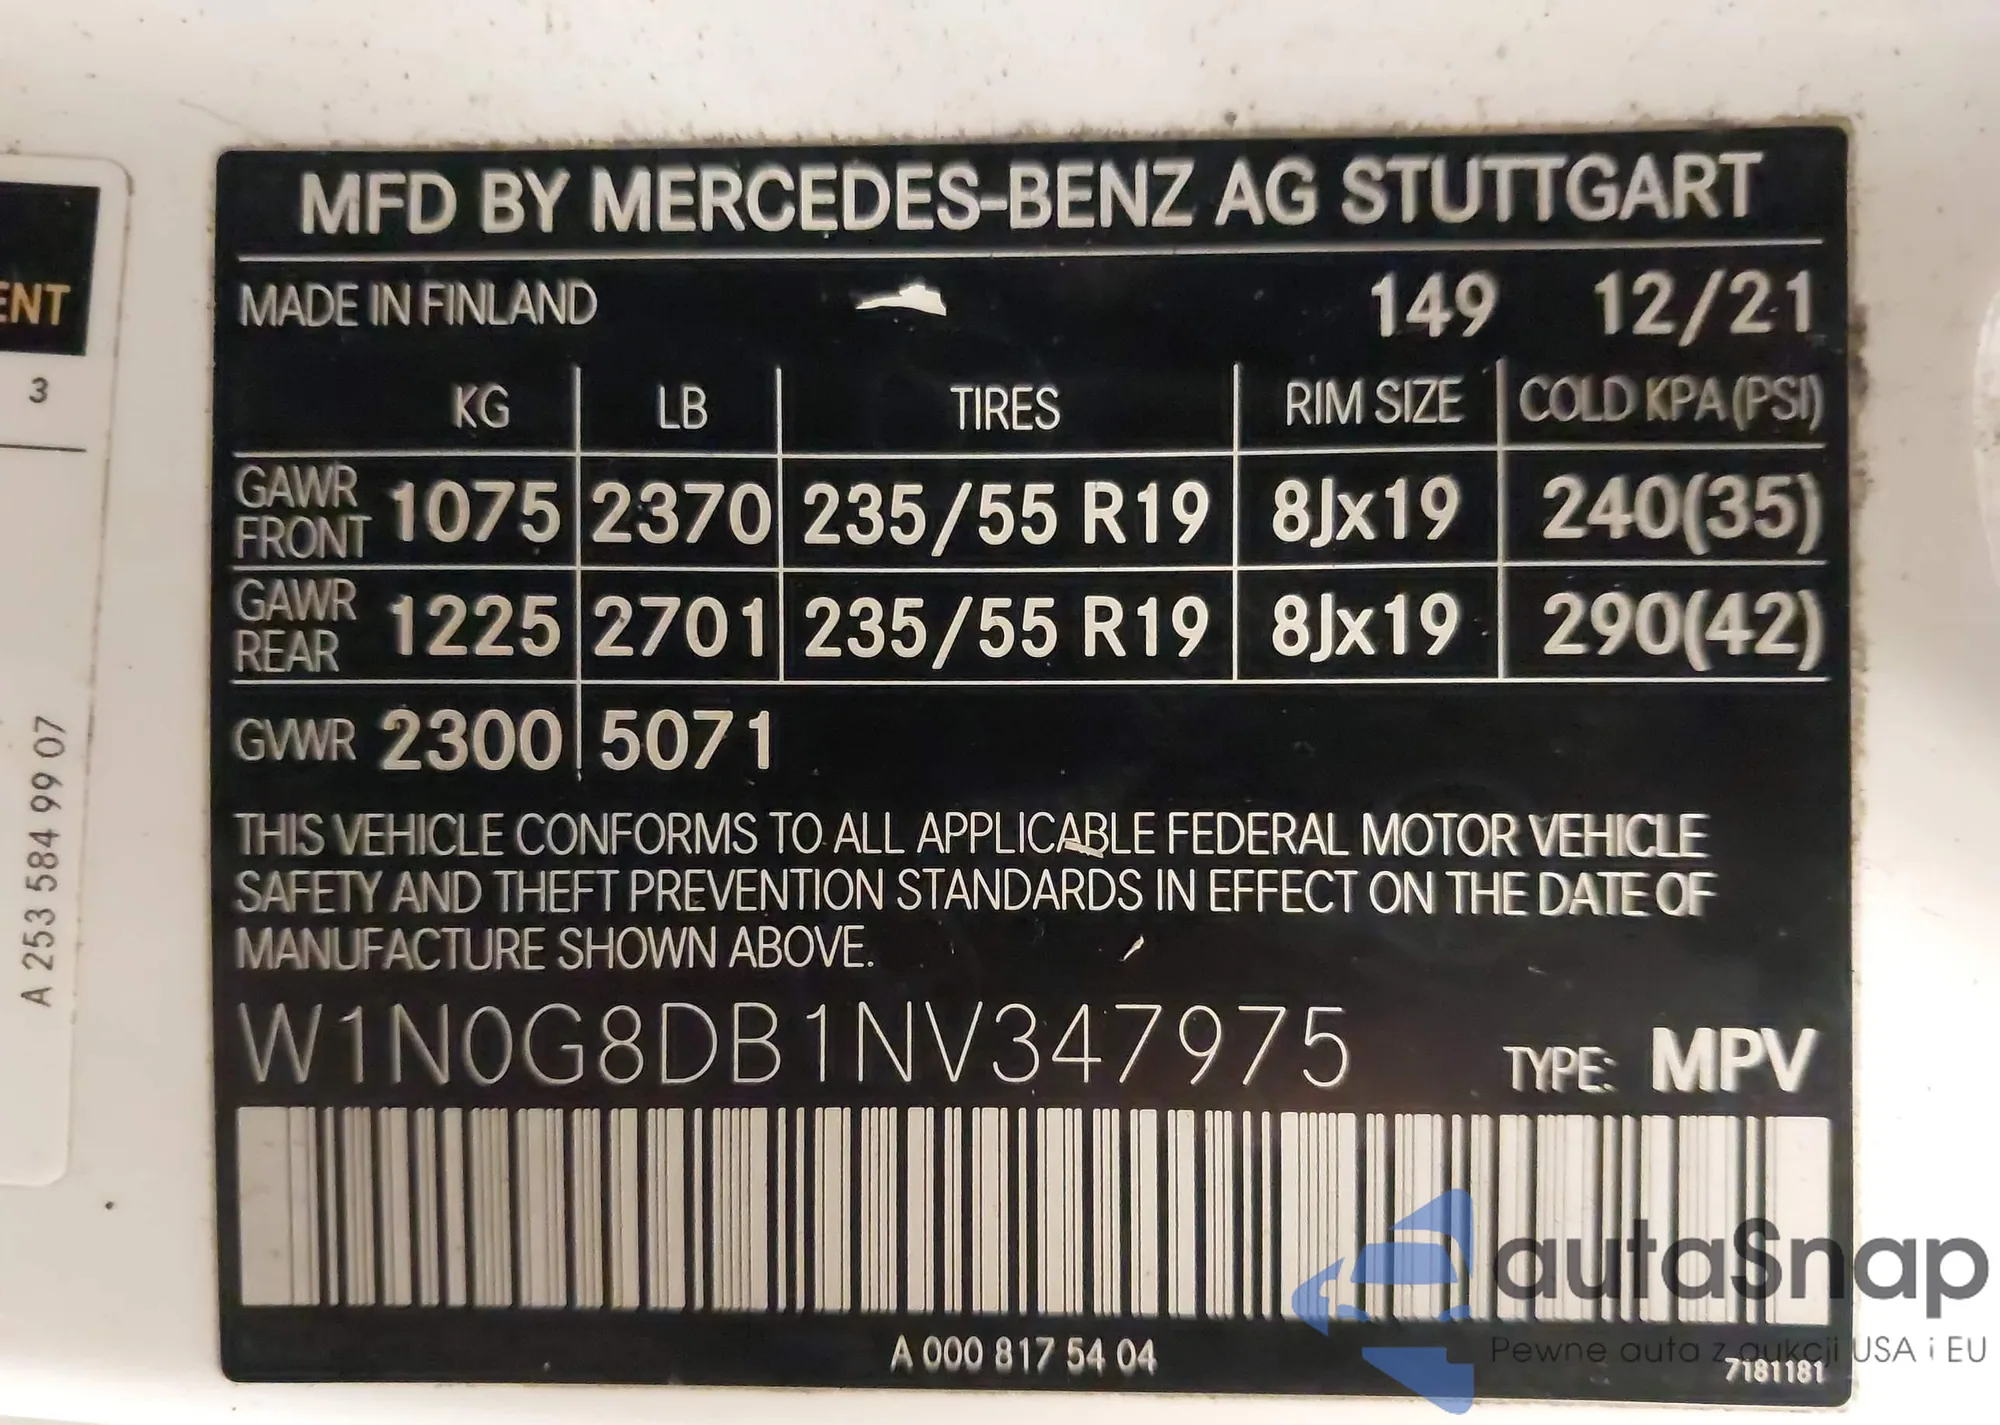 MFD BY MERCEDES-BENZ AG STUTTGART
MADE IN FINLAND 149 12/21
KG LB TIRES RIM SIZE COLD KPA (PSI)
GAWR FRONT 1075 2370 235/55 R19 8Jx19 240(35)
GAWR REAR 1225 2701 235/55 R19 8Jx19 290(42)
GVWR 2300 5071
THIS VEHICLE CONFORMS TO ALL APPLICABLE FEDERAL MOTOR VEHICLE
SAFETY AND THEFT PREVENTION STANDARDS IN EFFECT ON THE DATE OF
MANUFACTURE SHOWN ABOVE.
W1N0G8DB1NV347975 TYPE: MPV
A 000 817 54 04
7181181
ENT
3
A 253 584 99 07
autaSnap
Pewne auta z aukcji USA i EU